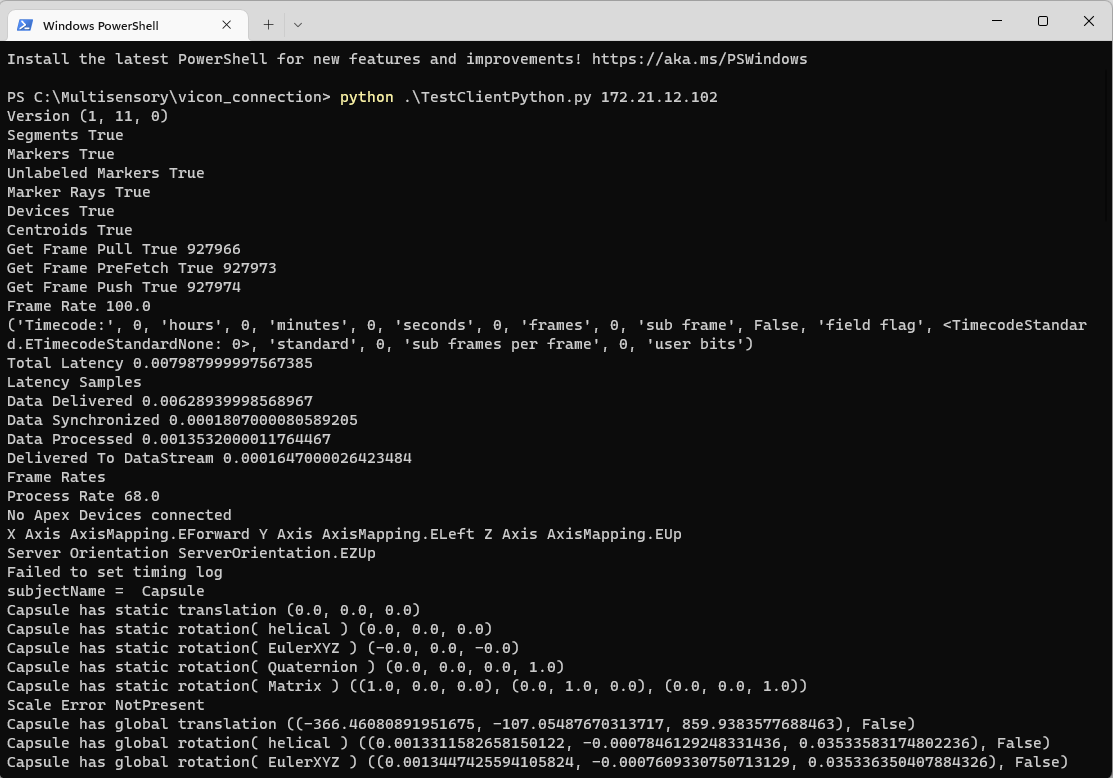 Windows PowerShell
Install the latest PowerShell for new features and improvements! https://aka.ms/PSWindows
PS C:\Multisensory\vicon_connection> python .\TestClientPython.py 172.21.12.102
Version (1, 11, 0)
Segments True
Markers True
Unlabeled Markers True
Marker Rays True
Devices True
Centroids True
Get Frame Pull True 927966
Get Frame PreFetch True 927973
Get Frame Push True 927974
Frame Rate 100.0
('Timecode:', 0, 'hours', 0, 'minutes', 0, 'seconds', 0, 'frames', 0, 'sub frame', False, 'field flag', <TimecodeStandar
d.ETimecodeStandardNone: 0>, 'standard', 0, 'sub frames per frame', 0, 'user bits')
Total Latency 0.007987999997567385
Latency Samples
Data Delivered 0.00628939998568967
Data Synchronized 0.0001807000080589205
Data Processed 0.0013532000011764467
Delivered To DataStream 0.0001647000026423484
Frame Rates
Process Rate 68.0
No Apex Devices connected
X Axis AxisMapping.EForward Y Axis AxisMapping.ELeft Z Axis AxisMapping.EUp
Server Orientation ServerOrientation.EZUp
Failed to set timing log
subjectName =  Capsule
Capsule has static translation (0.0, 0.0, 0.0)
Capsule has static rotation( helical ) (0.0, 0.0, 0.0)
Capsule has static rotation( EulerXYZ ) (-0.0, 0.0, -0.0)
Capsule has static rotation( Quaternion ) (0.0, 0.0, 0.0, 1.0)
Capsule has static rotation( Matrix ) ((1.0, 0.0, 0.0), (0.0, 1.0, 0.0), (0.0, 0.0, 1.0))
Scale Error NotPresent
Capsule has global translation ((-366.46080891951675, -107.05487670313717, 859.9383577688463), False)
Capsule has global rotation( helical ) ((0.0013311582658150122, -0.0007846129248331436, 0.03533583174802236), False)
Capsule has global rotation( EulerXYZ ) ((0.0013447425594105824, -0.0007609330750713129, 0.035336350407884326), False)